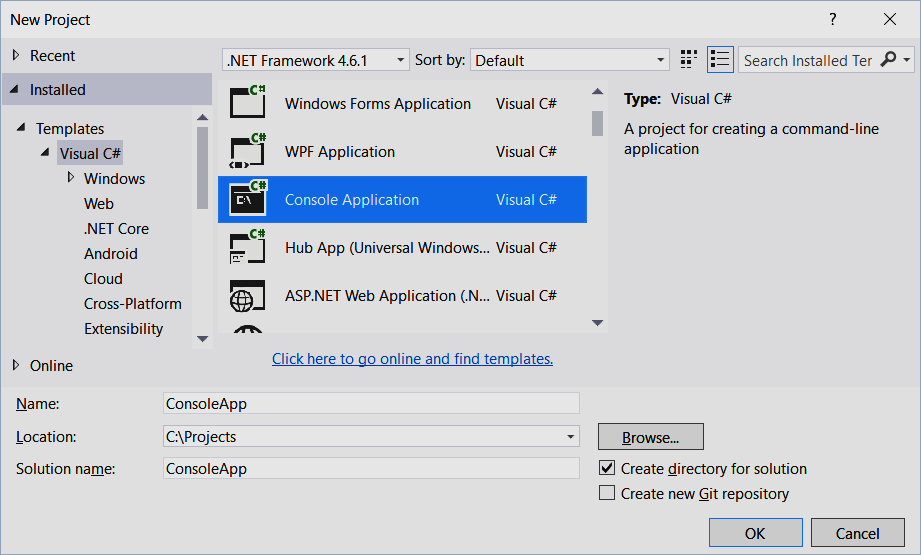 New Project
?
Recent
Installed
Templates
Visual C#
Windows
Web
.NET Core
Android
Cloud
Cross-Platform
Extensibility
Online
.NET Framework 4.6.1
Sort by:
Default
Search Installed Ter
C#
Windows Forms Application Visual C#
C#
WPF Application Visual C#
C#
C:\
Console Application Visual C#
C#
Hub App (Universal Windows... Visual C#
ASP.NET Web Application (.N... Visual C#
Click here to go online and find templates.
Type: Visual C#
A project for creating a command-line
application
Name: ConsoleApp
Location: C:\Projects
Browse...
Solution name: ConsoleApp
Create directory for solution
Create new Git repository
OK
Cancel